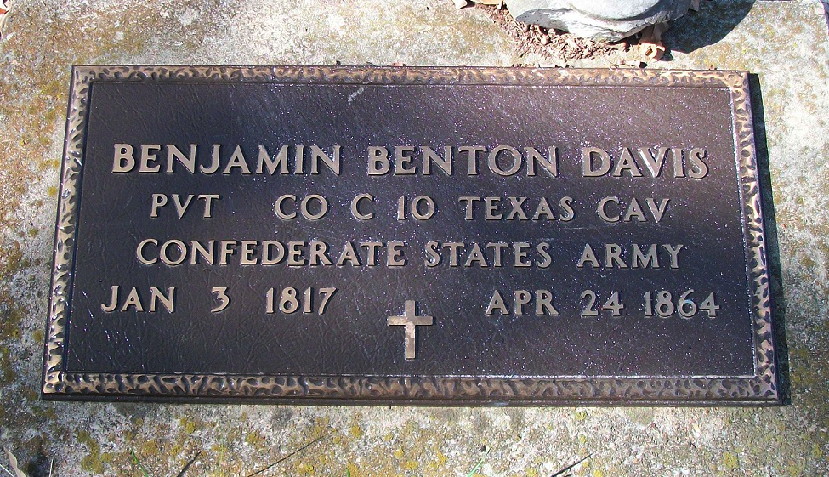 BENJAMIN BENTON DAVIS
PVT CO C 10 TEXAS CAV
CONFEDERATE STATES ARMY
JAN 3 1817 APR 24 1864